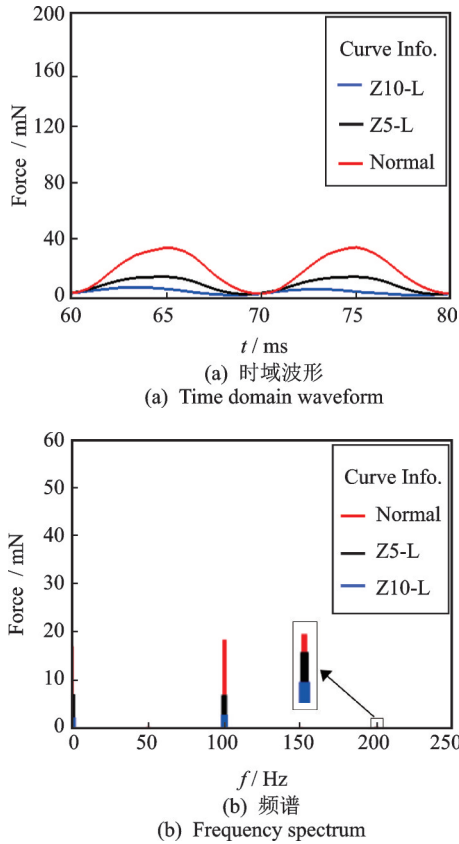 200
160
120
80
40
0
Force / mN
Curve Info.
Z10-L
Z5-L
Normal
60 65 70 75 80
t / ms
(a) 时域波形
(a) Time domain waveform
60
50
40
30
20
10
0
Force / mN
Curve Info.
Normal
Z5-L
Z10-L
0 50 100 150 200 250
f / Hz
(b) 频谱
(b) Frequency spectrum